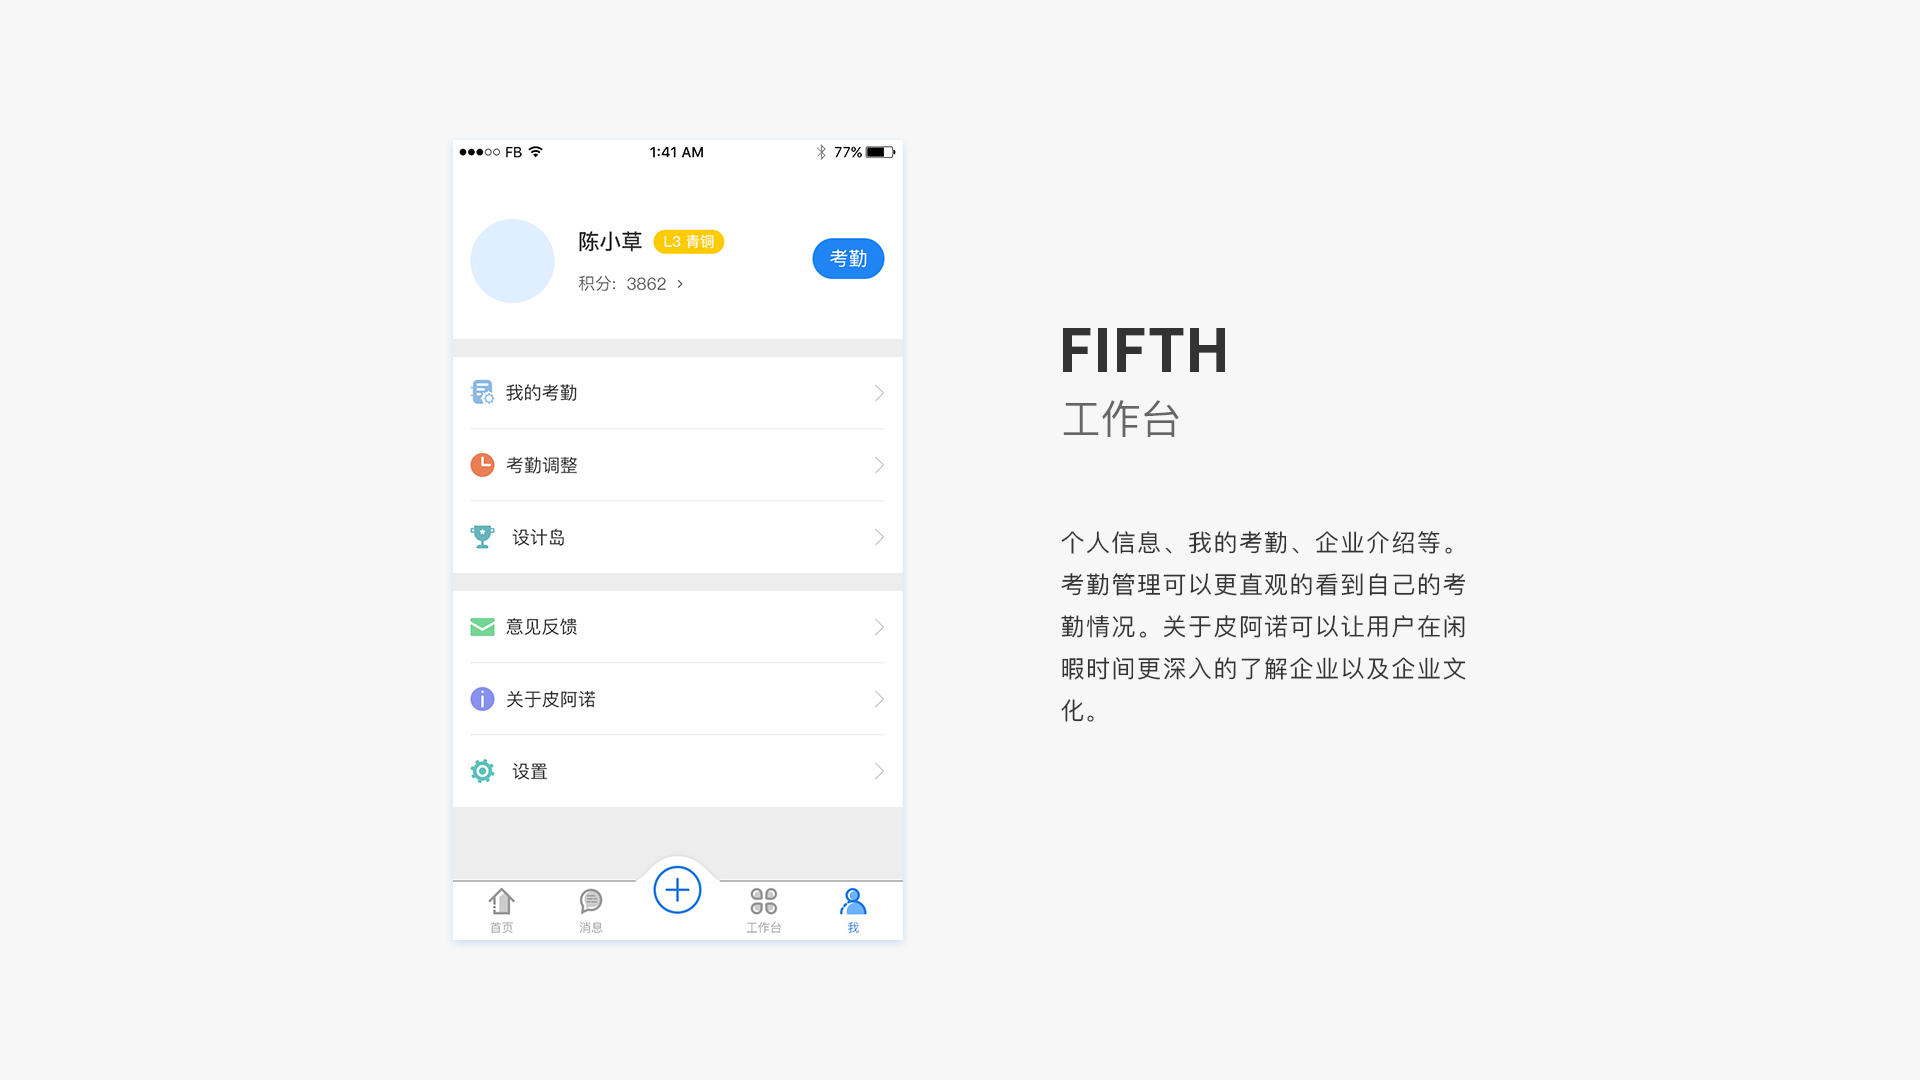 FB
1:41 AM
77%
陈小草
L3 青铜
积分: 3862
考勤
我的考勤
考勤调整
设计岛
意见反馈
关于皮阿诺
设置
首页
消息
工作台
我
FIFTH
工作台
个人信息、我的考勤、企业介绍等。
考勤管理可以更直观的看到自己的考
勤情况。关于皮阿诺可以让用户在闲
暇时间更深入的了解企业以及企业文
化。